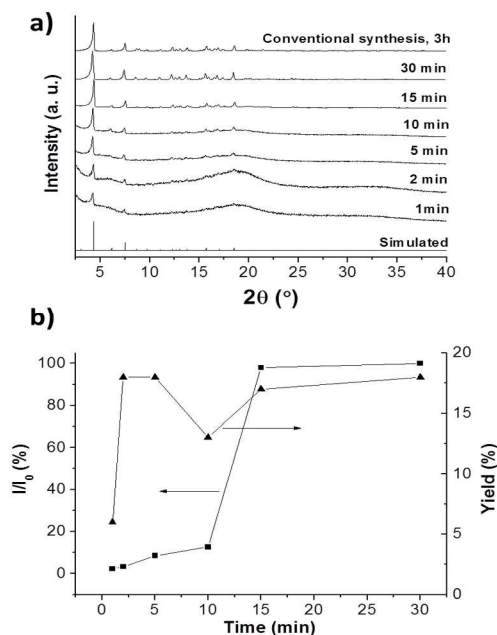 a)
Conventional synthesis, 3h
30 min
15 min
10 min
5 min
2 min
1min
Simulated
Intensity (a. u.)
5 10 15 20 25 30 35 40
2θ (°)
b)
100
80
60
40
20
0
I/I0 (%)
20
15
10
5
0
Yield (%)
0 5 10 15 20 25 30
Time (min)